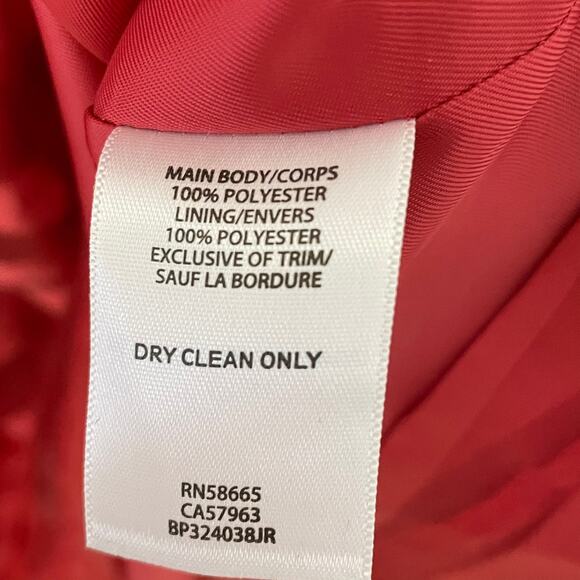 MAIN BODY/CORPS
100% POLYESTER
LINING/ENVERS
100% POLYESTER
EXCLUSIVE OF TRIM/
SAUF LA BORDURE
DRY CLEAN ONLY
RN58665
CA57963
BP324038JR